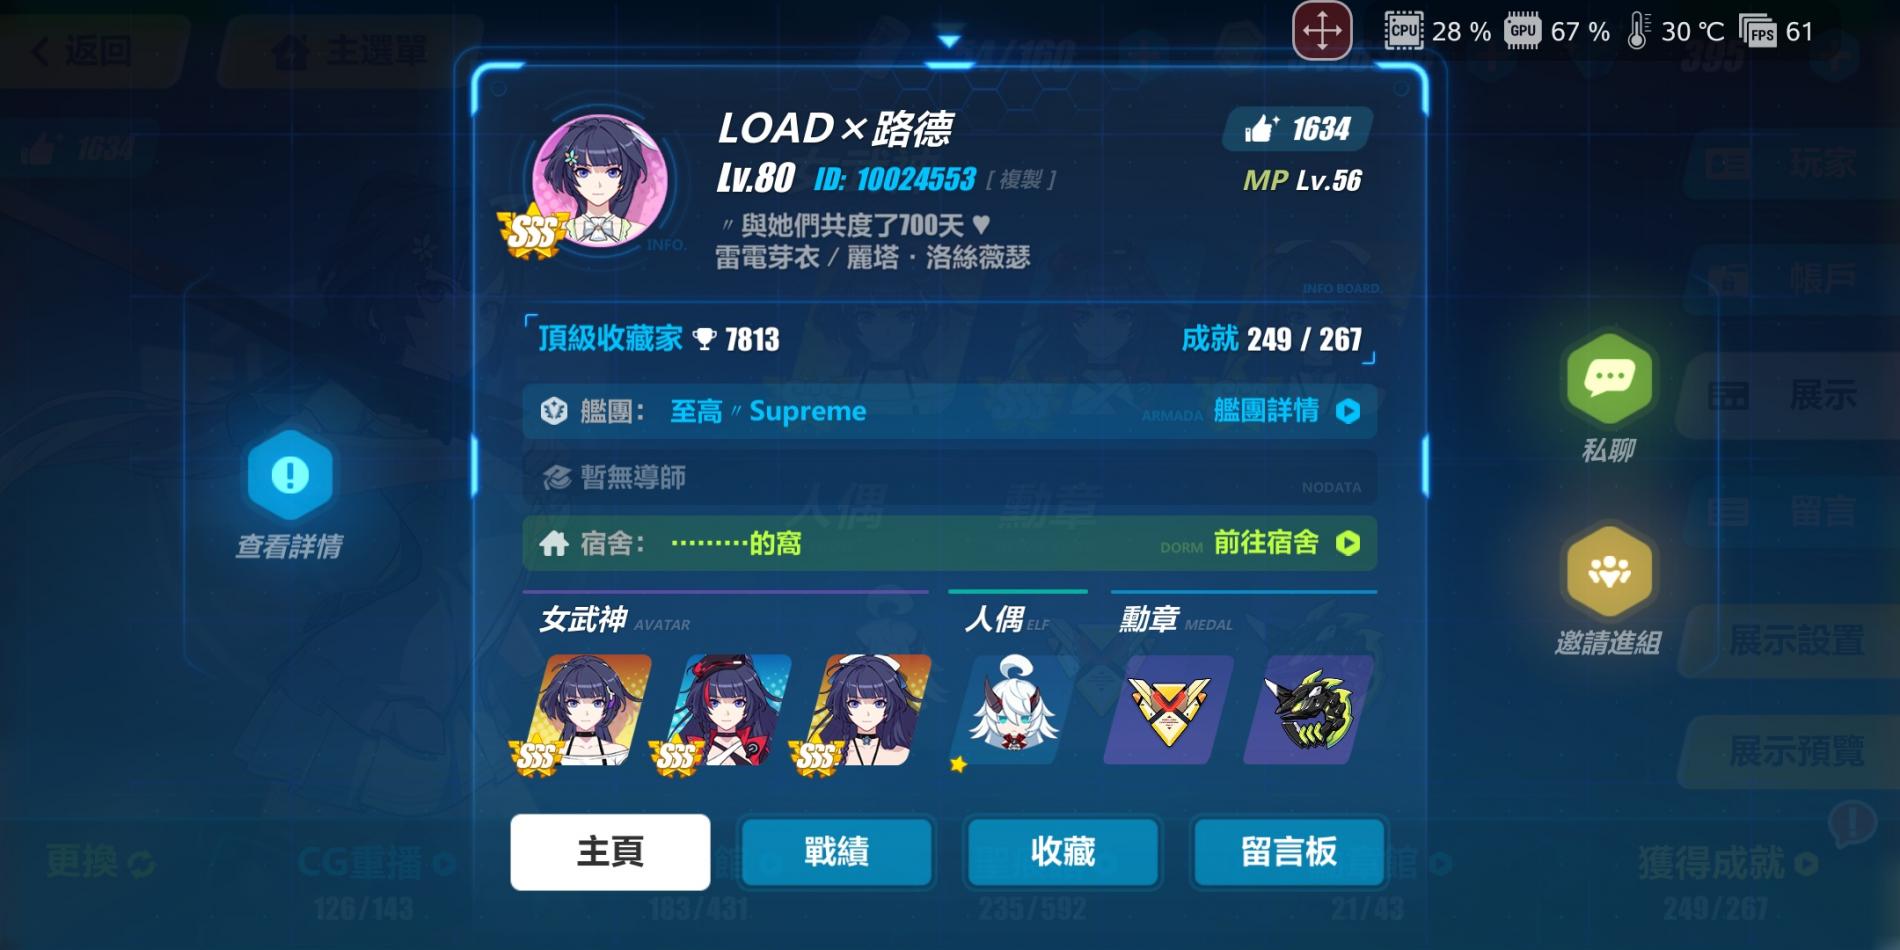 CPU 28 % GPU 67 % 30 ℃ FPS 61
返回
主選單
1634
LOAD×路德
1634
Lv.80 ID: 10024553 [ 複製 ]
MP Lv.56
〃與她們共度了700天♥
雷電芽衣 / 麗塔・洛絲薇瑟
SSS
INFO.
INFO BOARD.
頂級收藏家 7813
成就 249 / 267
艦團： 至高〃Supreme
ARMADA 艦團詳情
暫無導師
NODATA
宿舍： ·········的窩
DORM 前往宿舍
女武神 AVATAR
人偶 ELF
勳章 MEDAL
SSS SSS SSS
主頁
戰績
收藏
留言板
查看詳情
私聊
邀請進組
玩家
帳戶
展示
留言
展示設置
展示預覽
更換
CG重播
126/143
183/431
235/592
21/43
獲得成就
249/267